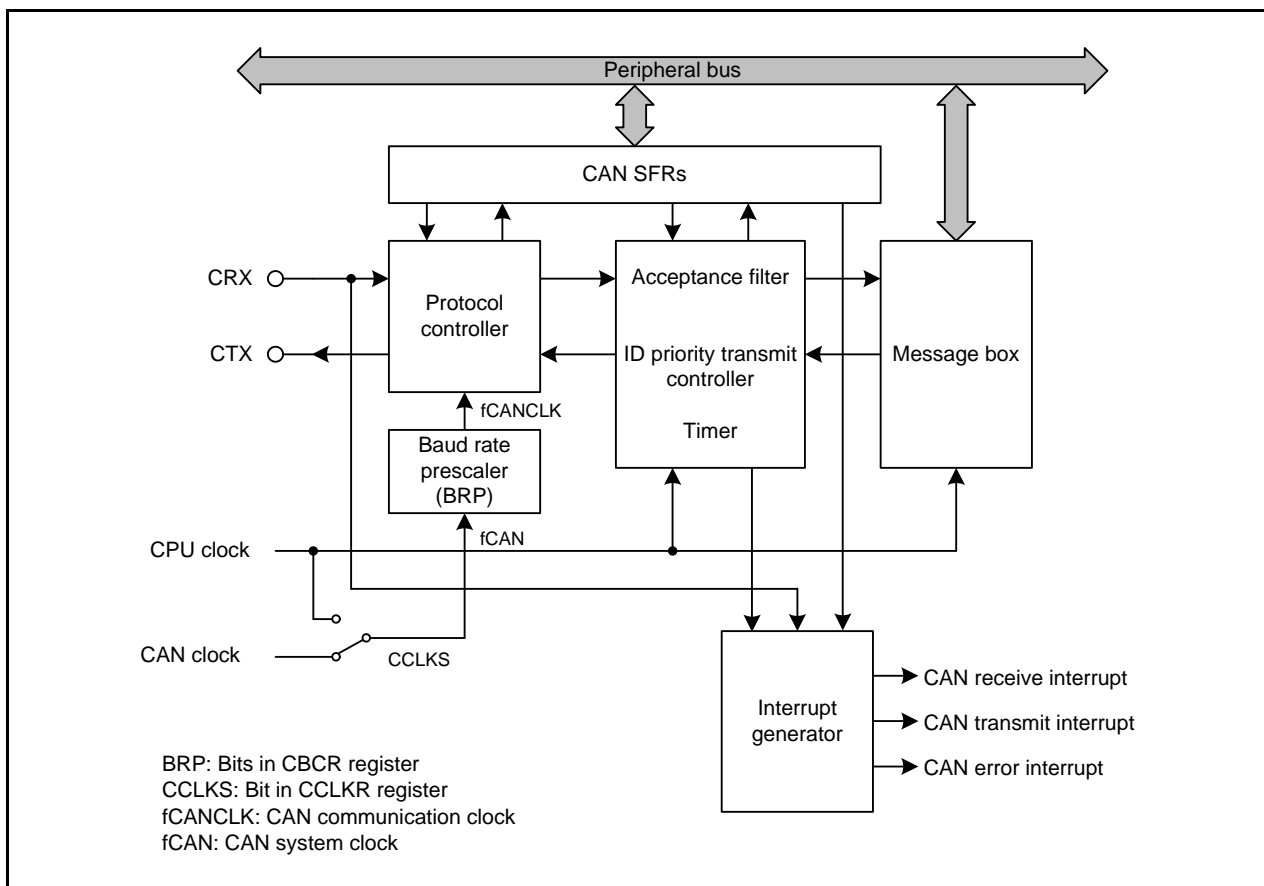 Peripheral bus
CAN SFRs
CRX
CTX
Protocol
controller
Acceptance filter
ID priority transmit
controller
Timer
Message box
fCANCLK
Baud rate
prescaler
(BRP)
fCAN
CPU clock
CAN clock
CCLKS
Interrupt
generator
CAN receive interrupt
CAN transmit interrupt
CAN error interrupt
BRP: Bits in CBCR register
CCLKS: Bit in CCLKR register
fCANCLK: CAN communication clock
fCAN: CAN system clock